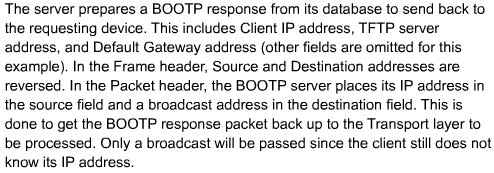 The server prepares a BOOTP response from its database to send back to
the requesting device. This includes Client IP address, TFTP server
address, and Default Gateway address (other fields are omitted for this
example). In the Frame header, Source and Destination addresses are
reversed. In the Packet header, the BOOTP server places its IP address in
the source field and a broadcast address in the destination field. This is
done to get the BOOTP response packet back up to the Transport layer to
be processed. Only a broadcast will be passed since the client still does not
know its IP address.